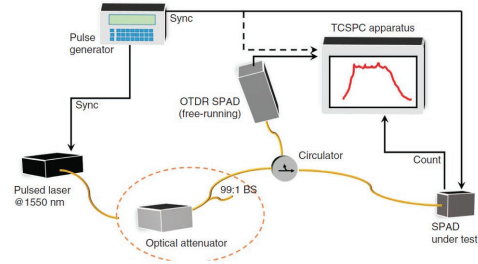 Sync
TCSPC apparatus
Pulse
generator
OTDR SPAD
(free-running)
Sync
Circulator
Count
Pulsed laser
@1550 nm
99:1 BS
Optical attenuator
SPAD
under test